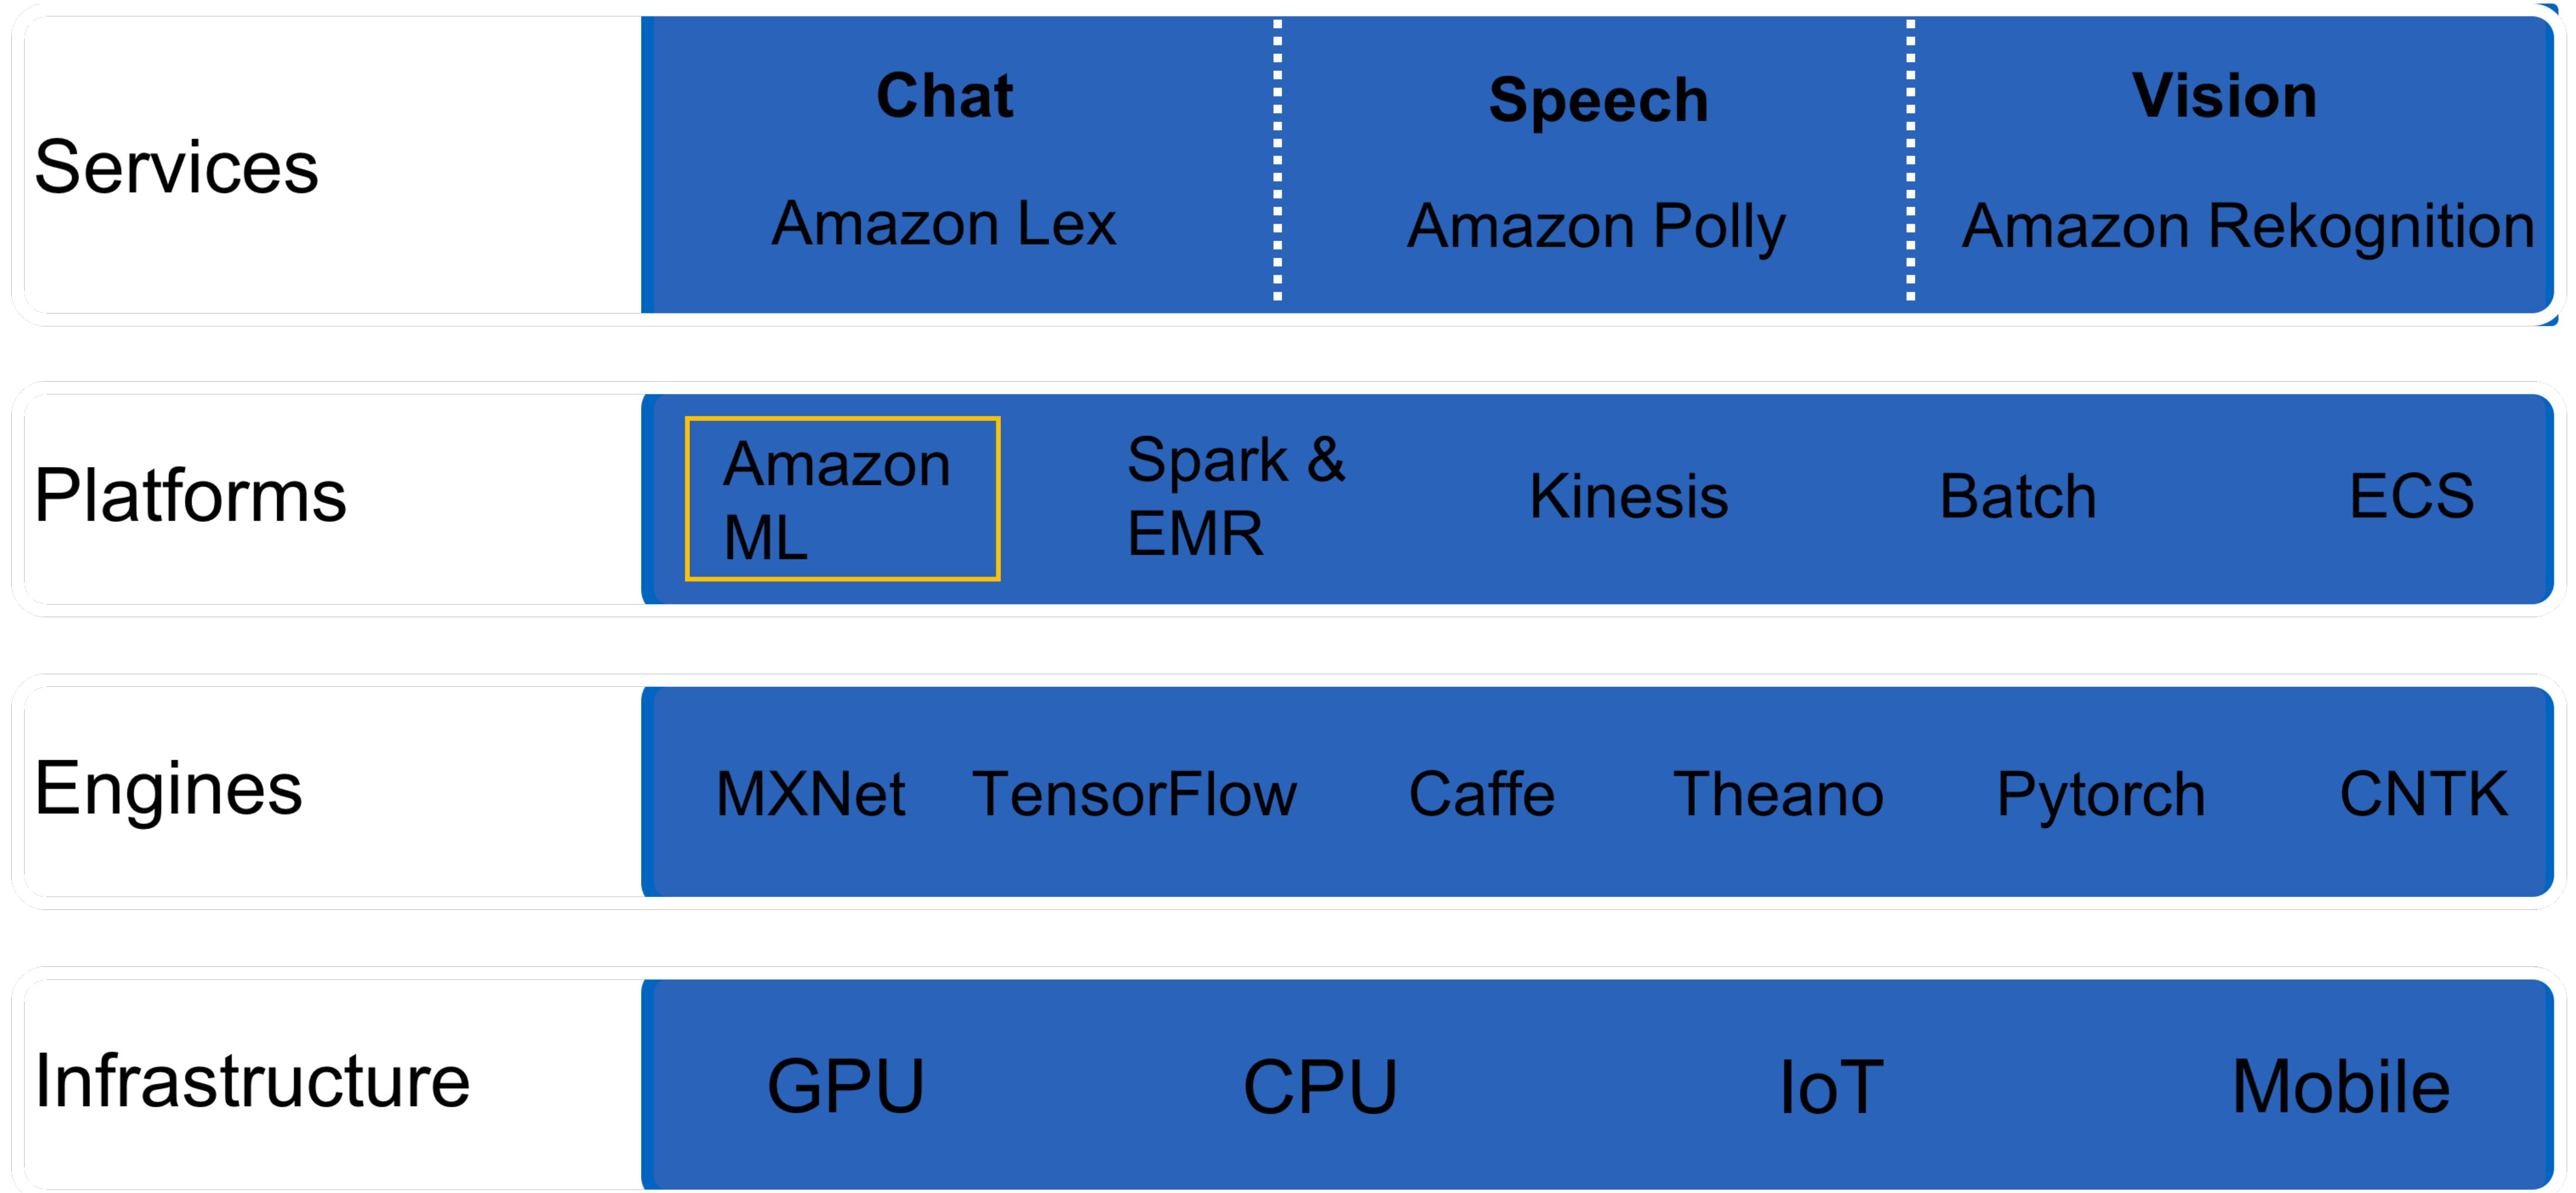 Services
Chat
Speech
Vision
Amazon Lex
Amazon Polly
Amazon Rekognition
Platforms
Amazon
ML
Spark &
EMR
Kinesis
Batch
ECS
Engines
MXNet
TensorFlow
Caffe
Theano
Pytorch
CNTK
Infrastructure
GPU
CPU
IoT
Mobile